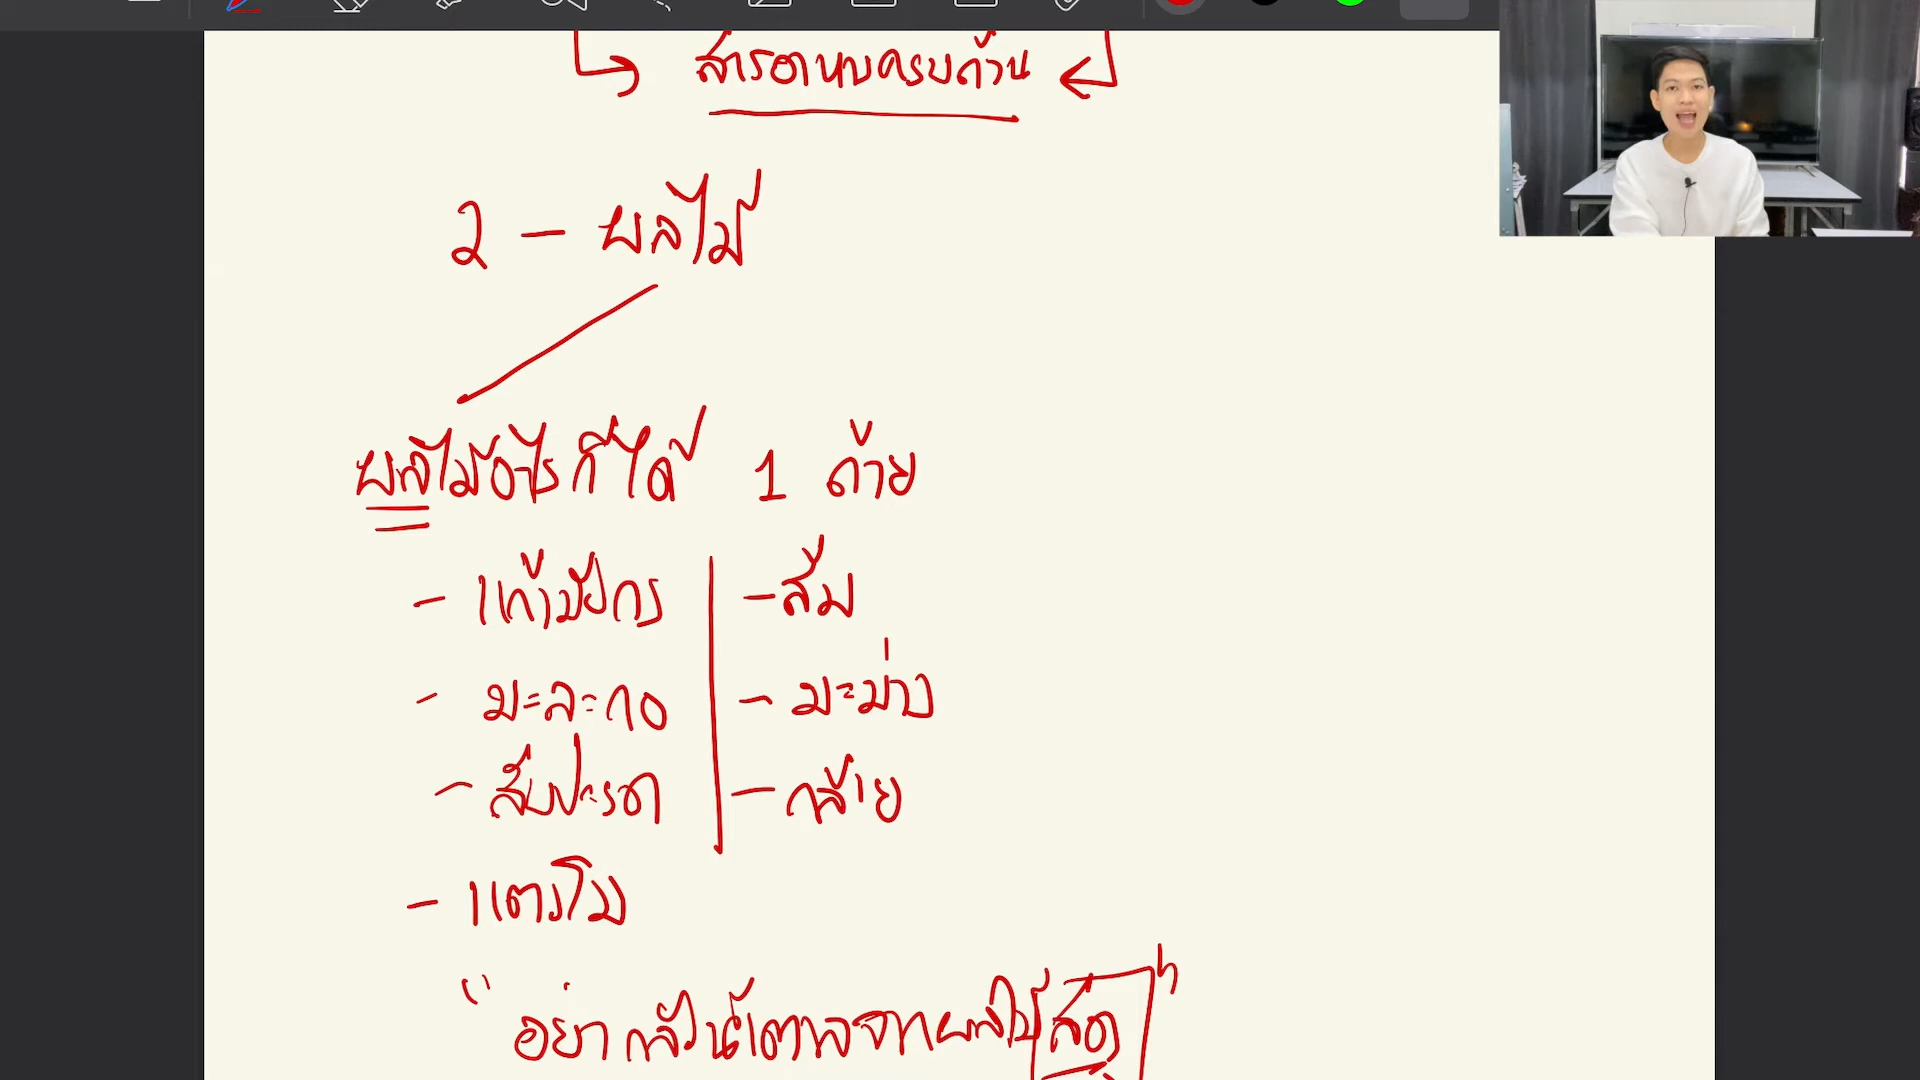 สารอาหารครบถ้วน
2 - ผลไม้
ผลไม้อะไรก็ได้ 1 ถ้วย
- แก้วมังกร
- ส้ม
- มะละกอ
- มะม่วง
- สับปะรด
- กล้วย
- แตงโม
" อย่ากลัวน้ำตาลจากผลไม้สด "